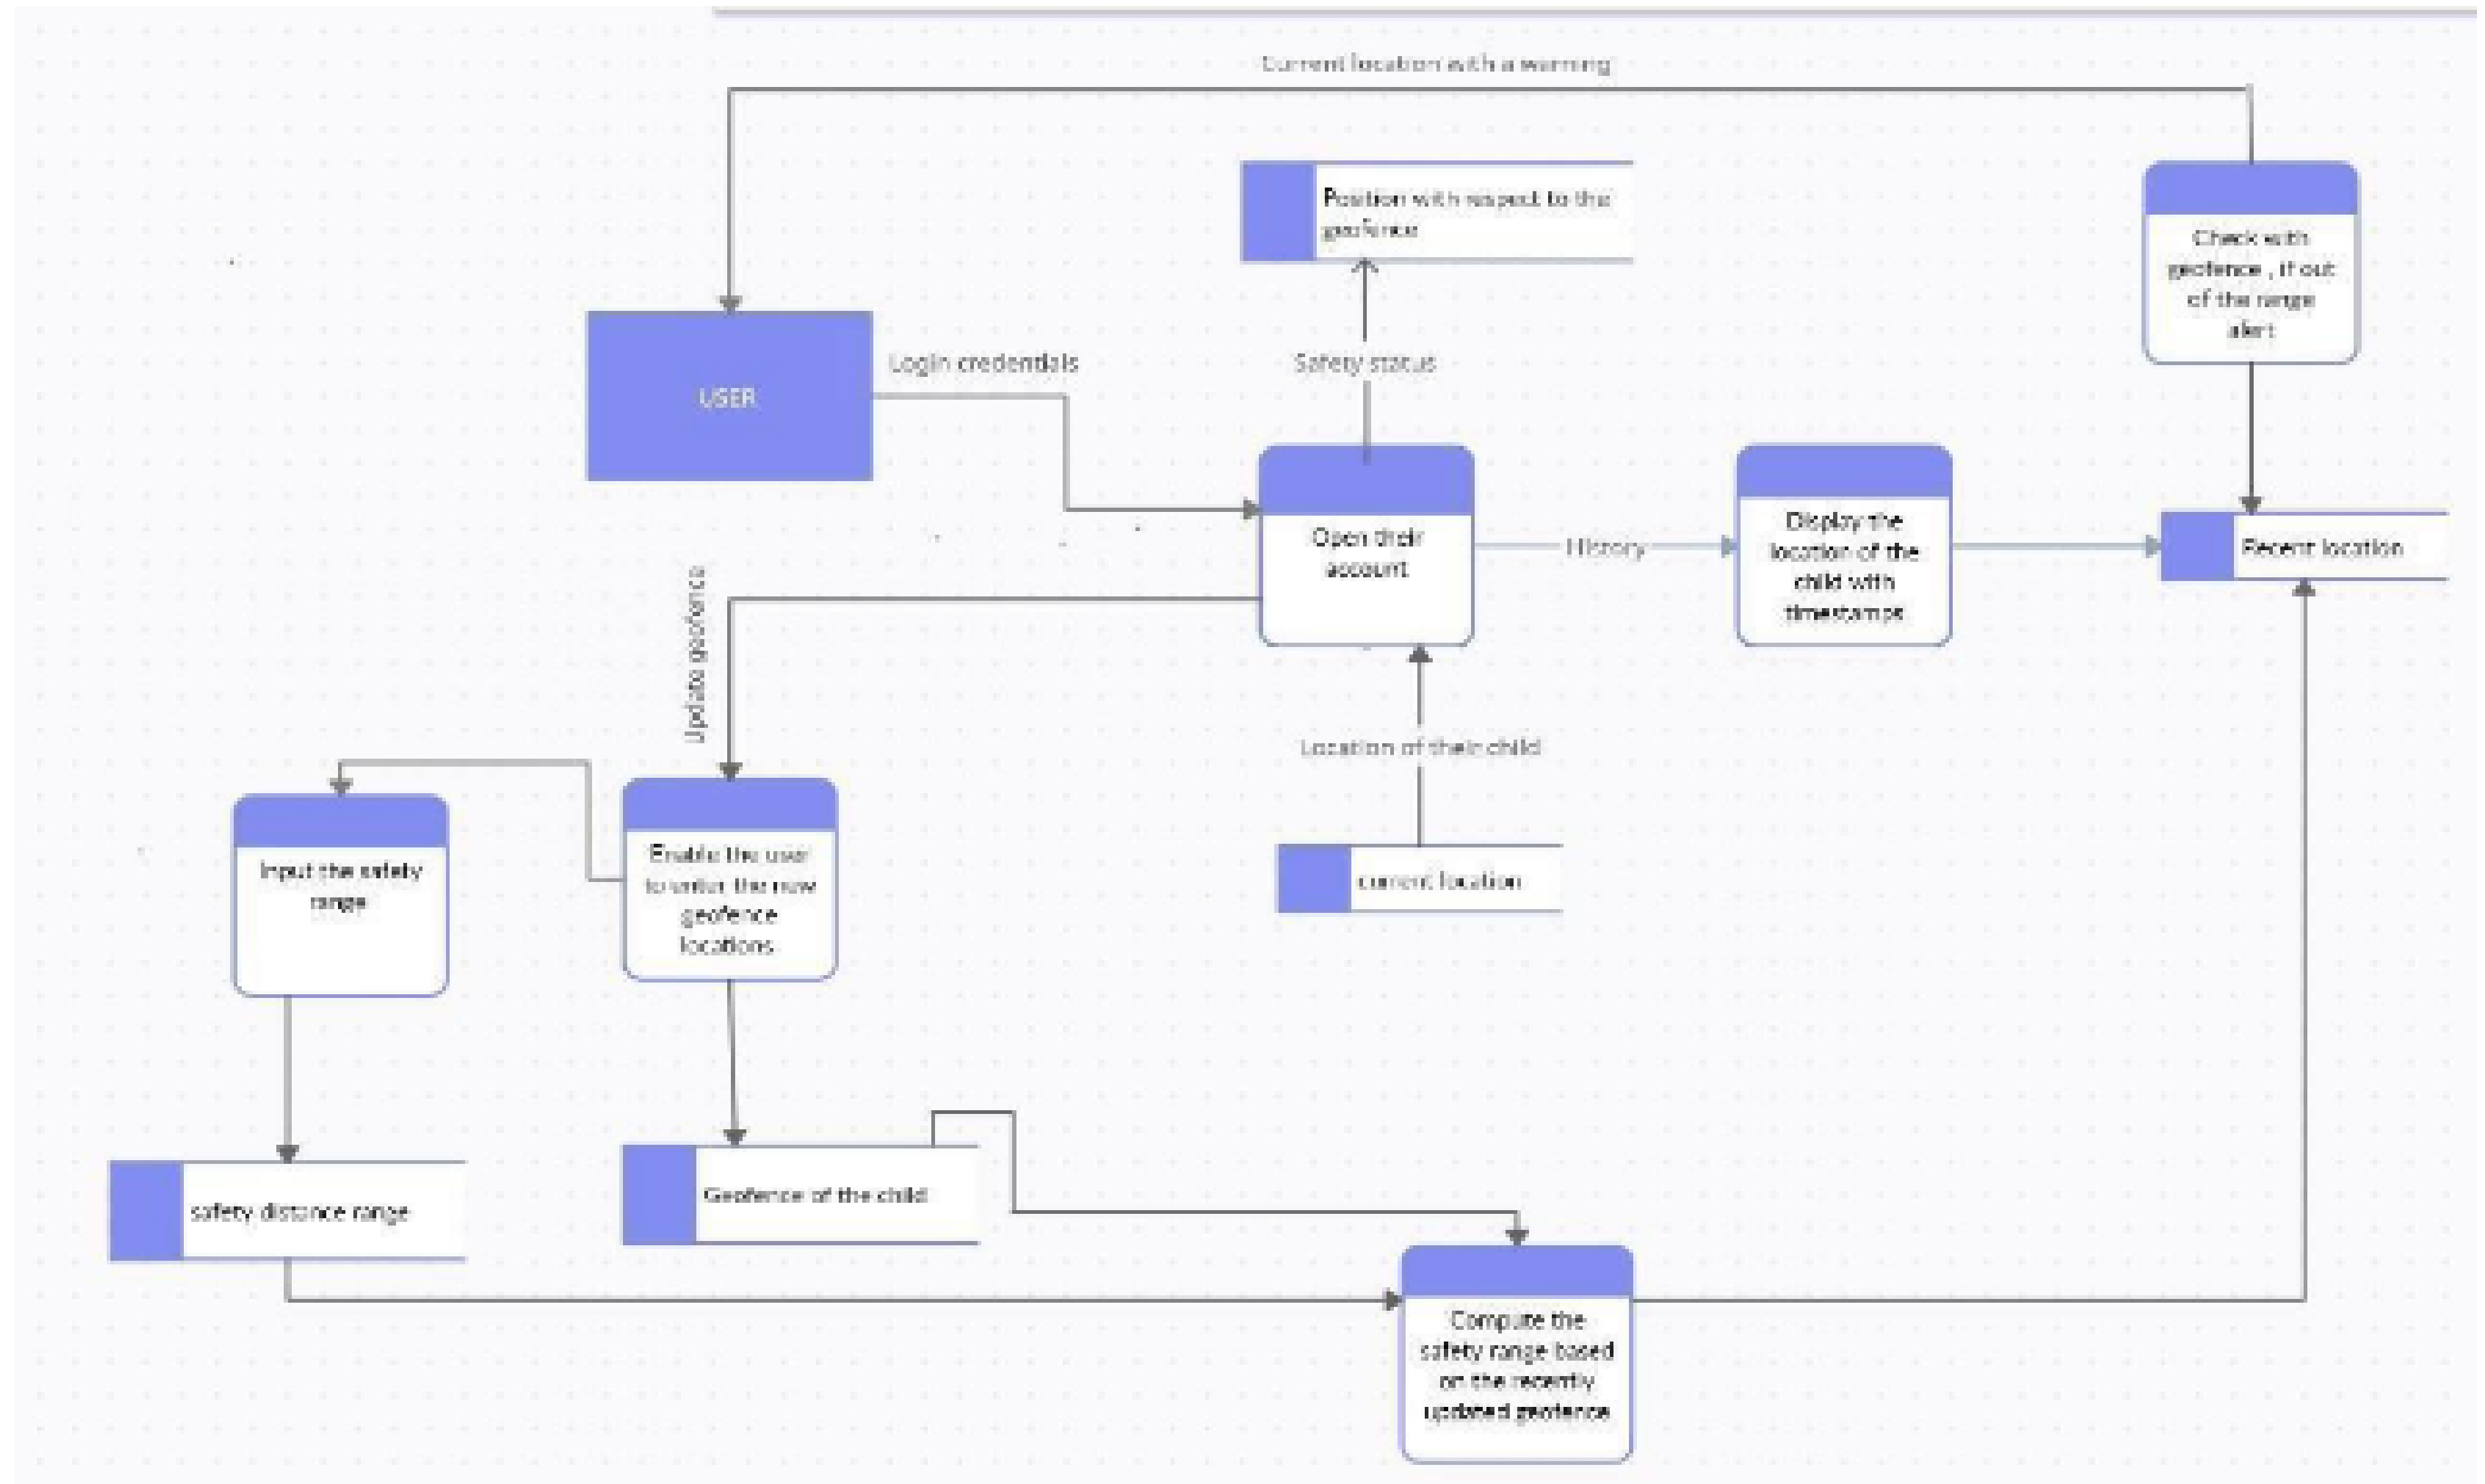 Current location with a warning
Position with respect to the
geofence
Check with
geofence , if out
of the range
alert
USER
Login credentials
Safety status
Open their
account
History
Display the
location of the
child with
timestamps
Recent location
Update geofence
Location of their child
Input the safety
range
Enable the user
to enter the new
geofence
locations
current location
safety distance range
Geofence of the child
Compute the
safety range based
on the recently
updated geofence